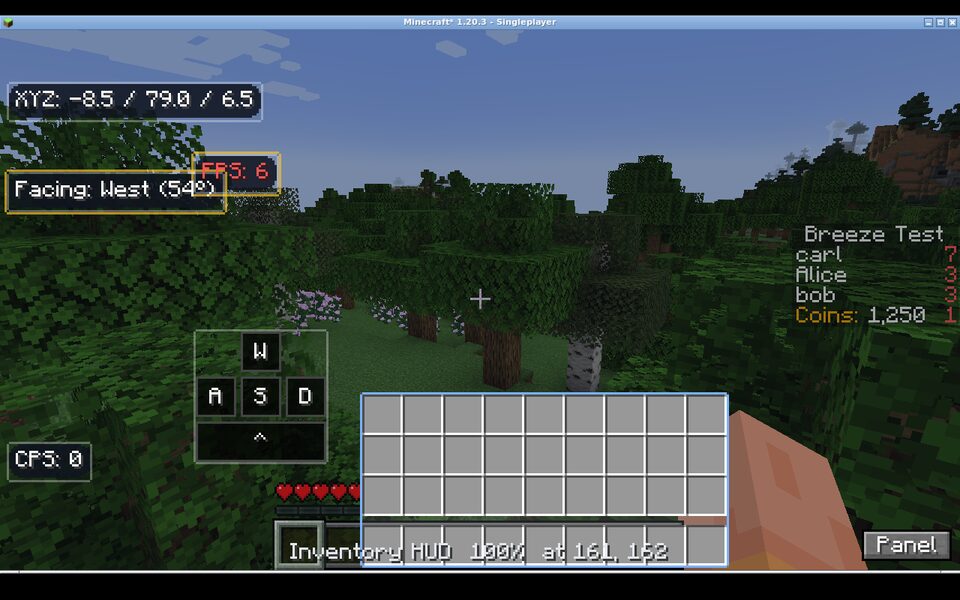 Minecraft* 1.20.3 - Singleplayer
XYZ: -8.5 / 79.0 / 6.5
FPS: 6
Facing: West (54°)
Breeze Test
carl 7
Alice 3
bob 3
Coins: 1,250 1
W
A S D
^
CPS: 0
Inventory HUD 100% at 161, 162
Panel